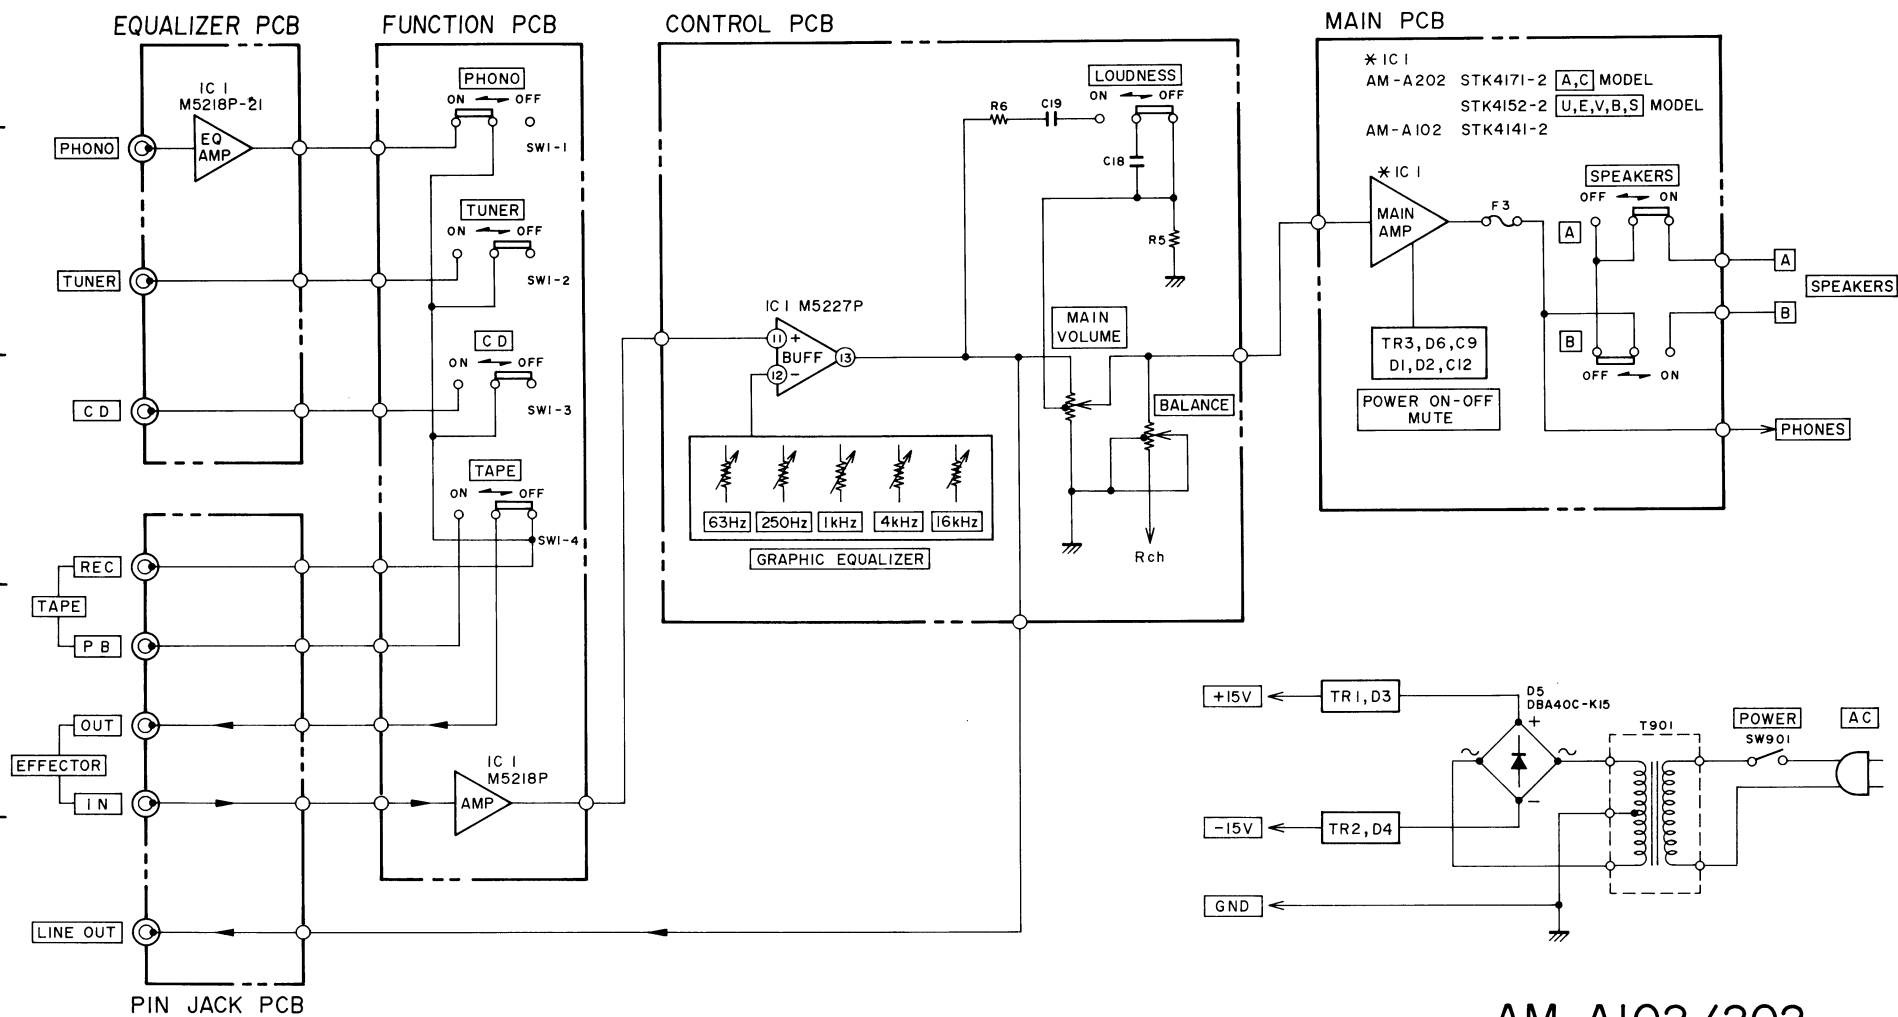 EQUALIZER PCB
IC 1
M5218P-21
EQ
AMP
PHONO
TUNER
CD
FUNCTION PCB
PHONO
ON OFF
SW1-1
TUNER
ON OFF
SW1-2
CD
ON OFF
SW1-3
TAPE
ON OFF
SW1-4
REC
TAPE
PB
OUT
EFFECTOR
IN
LINE OUT
PIN JACK PCB
IC 1
M5218P
AMP
CONTROL PCB
LOUDNESS
ON OFF
R6
C19
C18
R5
IC 1 M5227P
11 +
BUFF
13
12 -
MAIN
VOLUME
BALANCE
Rch
63Hz 250Hz 1kHz 4kHz 16kHz
GRAPHIC EQUALIZER
MAIN PCB
* IC 1
AM-A202 STK4171-2 A,C MODEL
STK4152-2 U,E,V,B,S MODEL
AM-A102 STK4141-2
* IC 1
MAIN
AMP
F3
SPEAKERS
OFF ON
A
B
OFF ON
TR3, D6, C9
D1, D2, C12
POWER ON-OFF
MUTE
A
SPEAKERS
B
PHONES
+15V
TR1, D3
D5
DBA40C-K15
+
~ ~
-
T901
POWER
SW901
AC
-15V
TR2, D4
GND
AM-A102/202